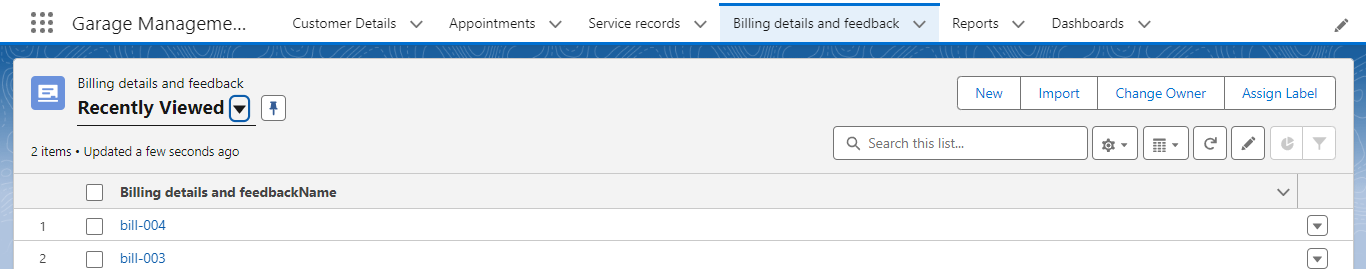 Garage Manageme... Customer Details Appointments Service records Billing details and feedback Reports Dashboards
Billing details and feedback
Recently Viewed
New Import Change Owner Assign Label
2 items • Updated a few seconds ago
Search this list...
Billing details and feedbackName
1 bill-004
2 bill-003